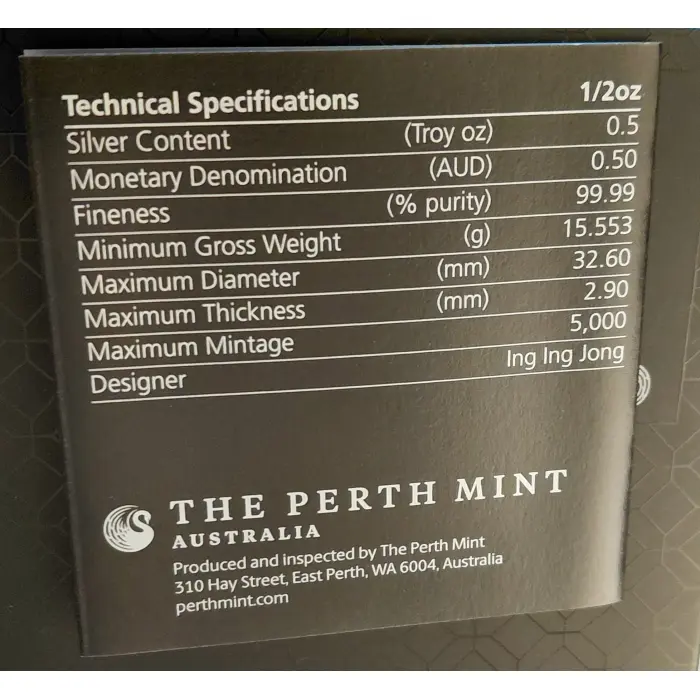 Technical Specifications 1/2oz
Silver Content (Troy oz) 0.5
Monetary Denomination (AUD) 0.50
Fineness (% purity) 99.99
Minimum Gross Weight (g) 15.553
Maximum Diameter (mm) 32.60
Maximum Thickness (mm) 2.90
Maximum Mintage 5,000
Designer Ing Ing Jong
THE PERTH MINT
AUSTRALIA
Produced and inspected by The Perth Mint
310 Hay Street, East Perth, WA 6004, Australia
perthmint.com